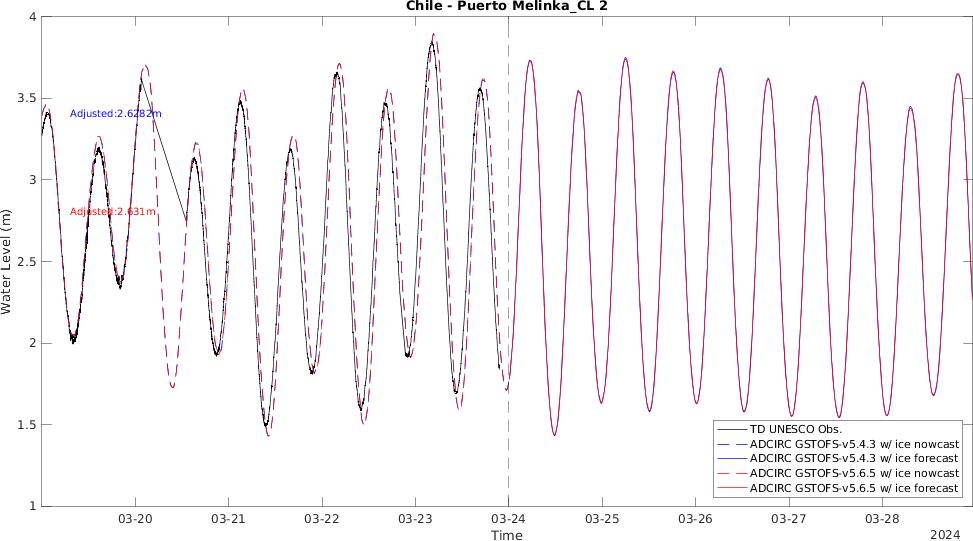 Chile - Puerto Melinka_CL 2
4
3.5
3
2.5
2
1.5
1
Water Level (m)
Adjusted:2.6282m
Adjusted:2.631m
TD UNESCO Obs.
ADCIRC GSTOFS-v5.4.3 w/ ice nowcast
ADCIRC GSTOFS-v5.4.3 w/ ice forecast
ADCIRC GSTOFS-v5.6.5 w/ ice nowcast
ADCIRC GSTOFS-v5.6.5 w/ ice forecast
03-20 03-21 03-22 03-23 03-24 03-25 03-26 03-27 03-28
Time
2024